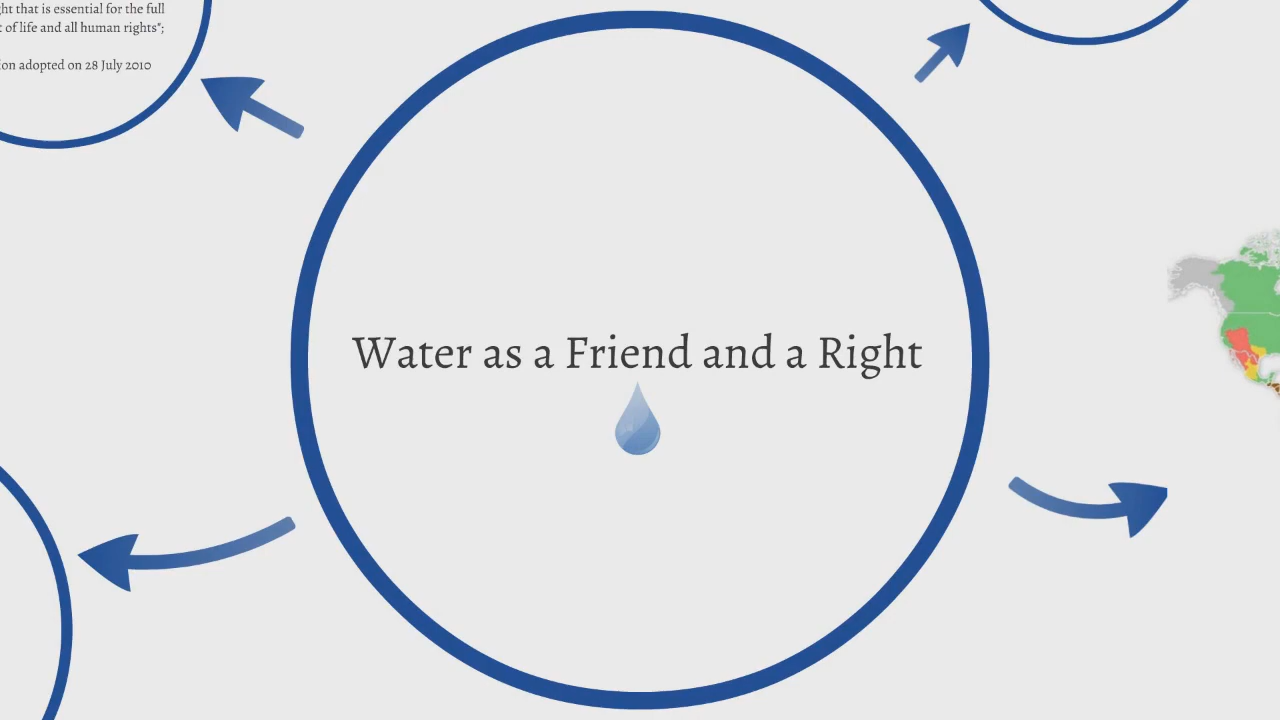 ht that is essential for the full
of life and all human rights";
on adopted on 28 July 2010
Water as a Friend and a Right